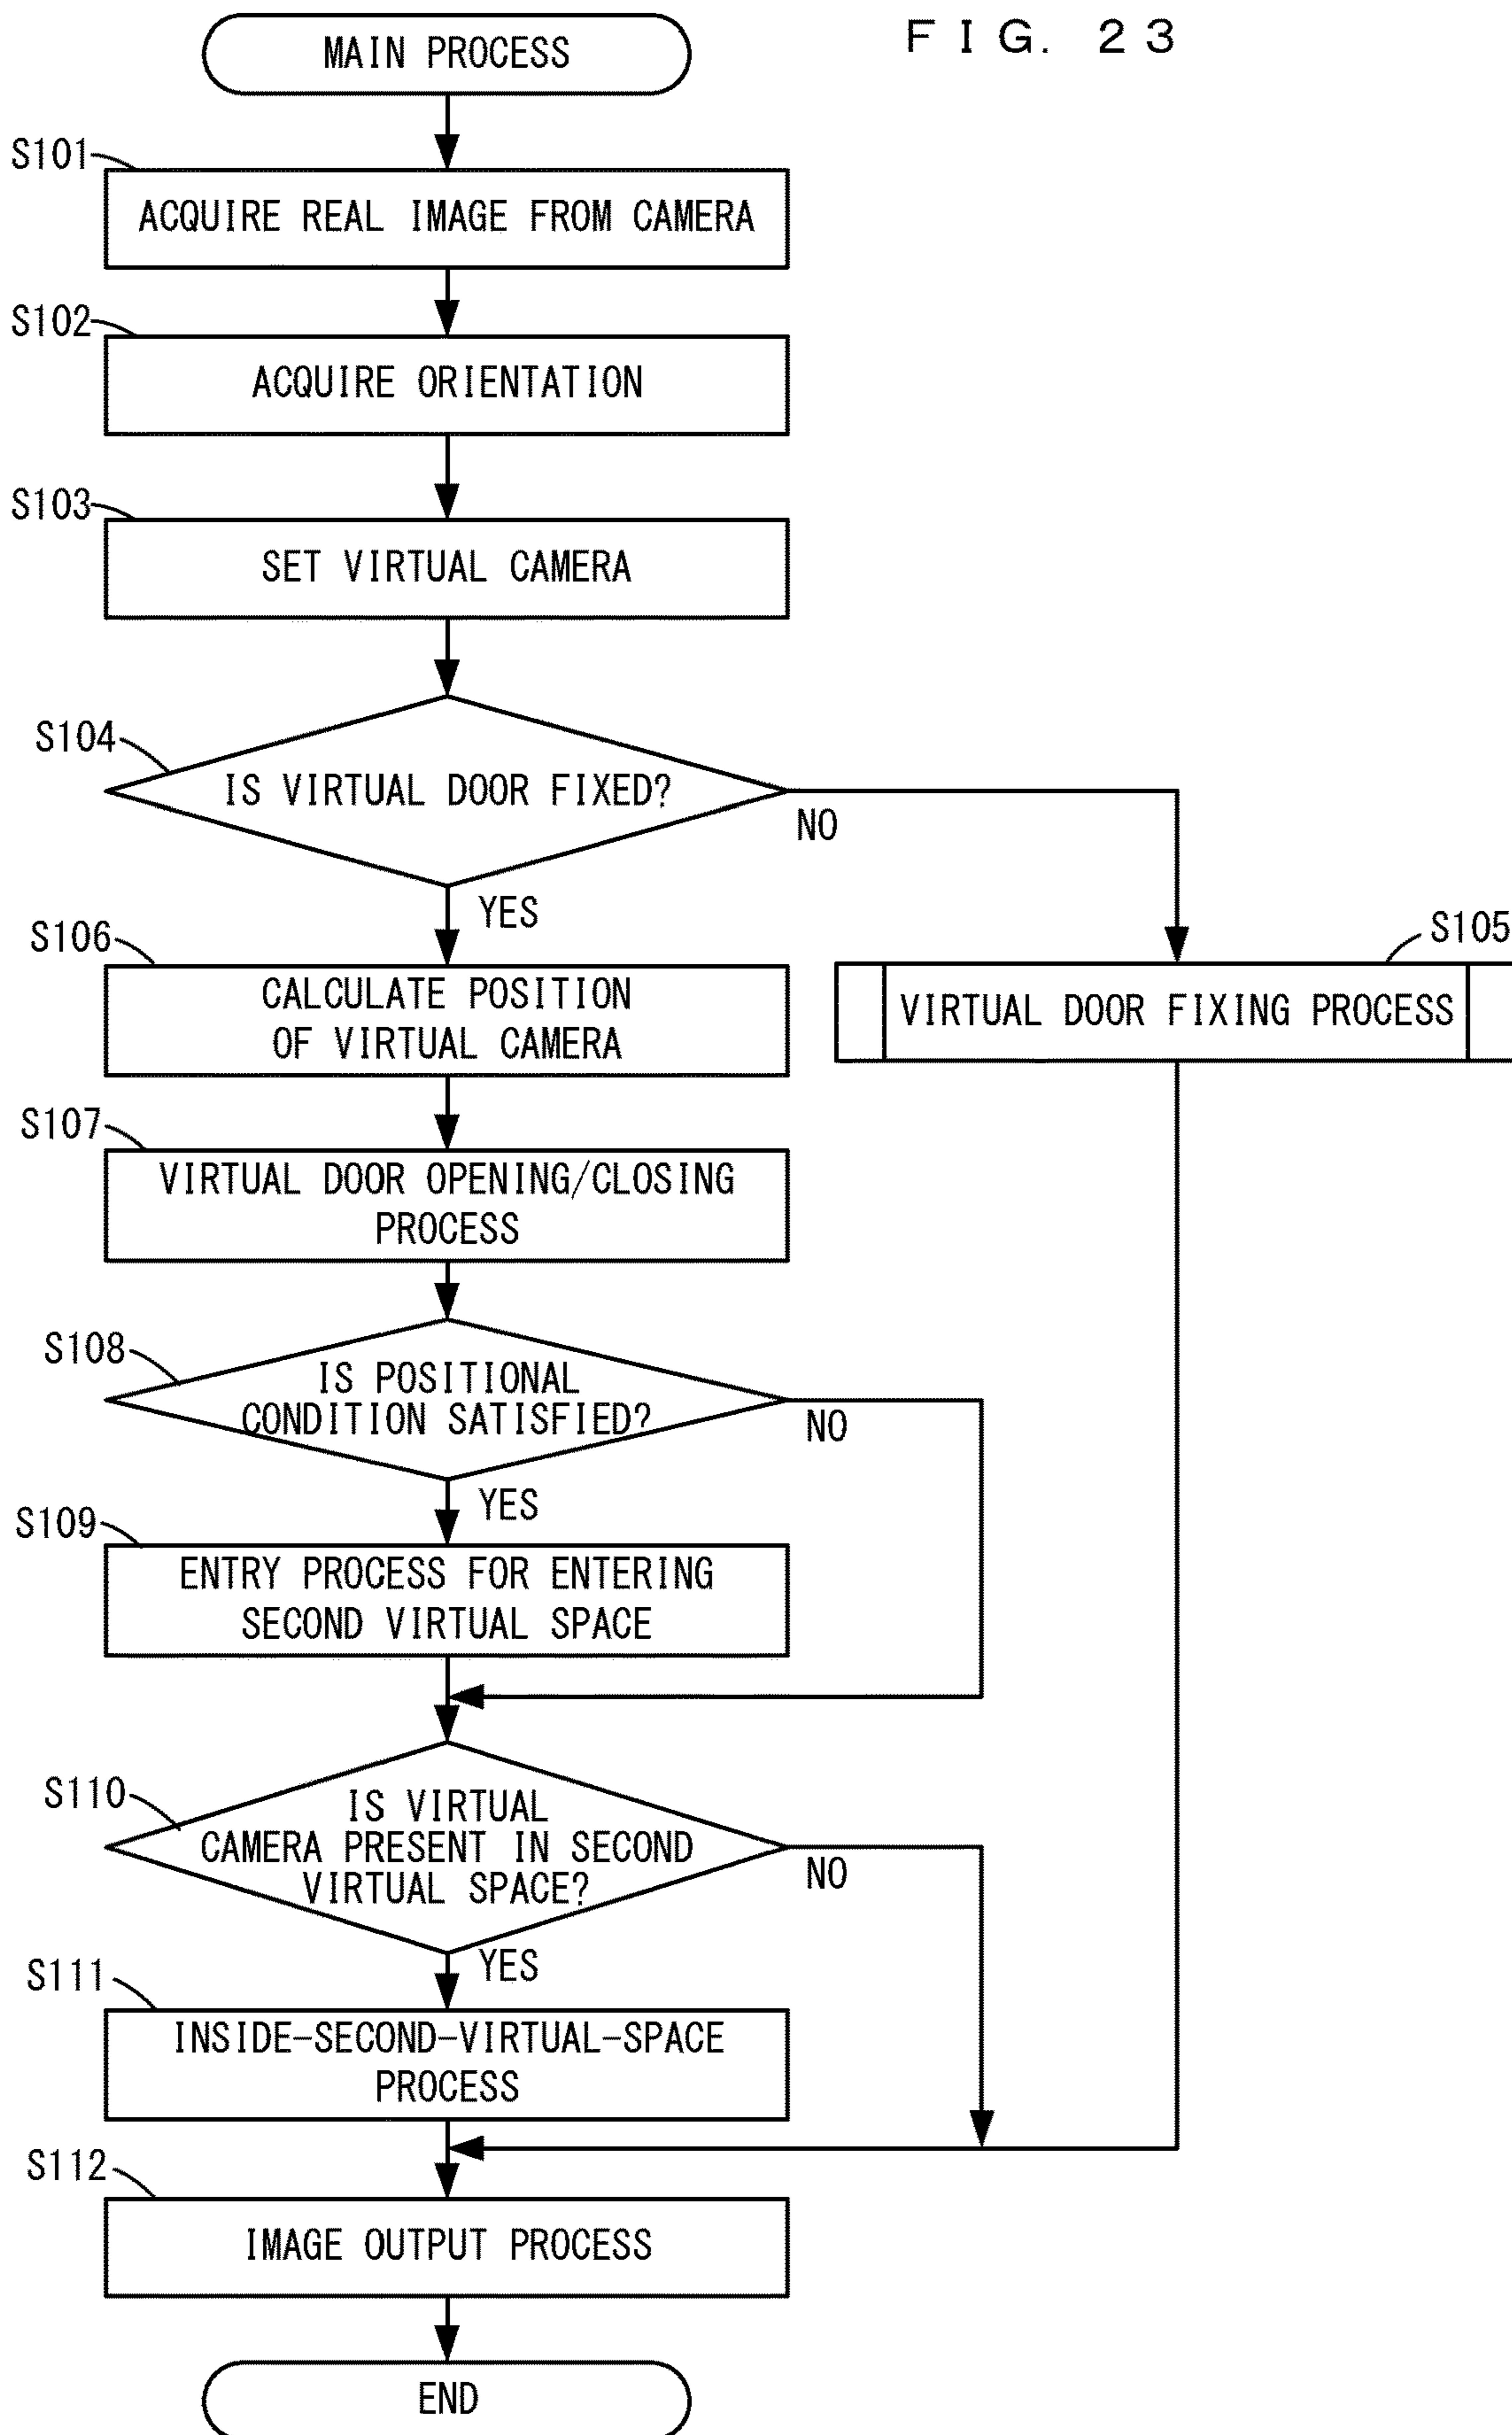 FIG. 23
MAIN PROCESS
S101
ACQUIRE REAL IMAGE FROM CAMERA
S102
ACQUIRE ORIENTATION
S103
SET VIRTUAL CAMERA
S104
IS VIRTUAL DOOR FIXED?
NO
YES
S105
VIRTUAL DOOR FIXING PROCESS
S106
CALCULATE POSITION
OF VIRTUAL CAMERA
S107
VIRTUAL DOOR OPENING/CLOSING
PROCESS
S108
IS POSITIONAL
CONDITION SATISFIED?
NO
YES
S109
ENTRY PROCESS FOR ENTERING
SECOND VIRTUAL SPACE
S110
IS VIRTUAL
CAMERA PRESENT IN SECOND
VIRTUAL SPACE?
NO
YES
S111
INSIDE-SECOND-VIRTUAL-SPACE
PROCESS
S112
IMAGE OUTPUT PROCESS
END